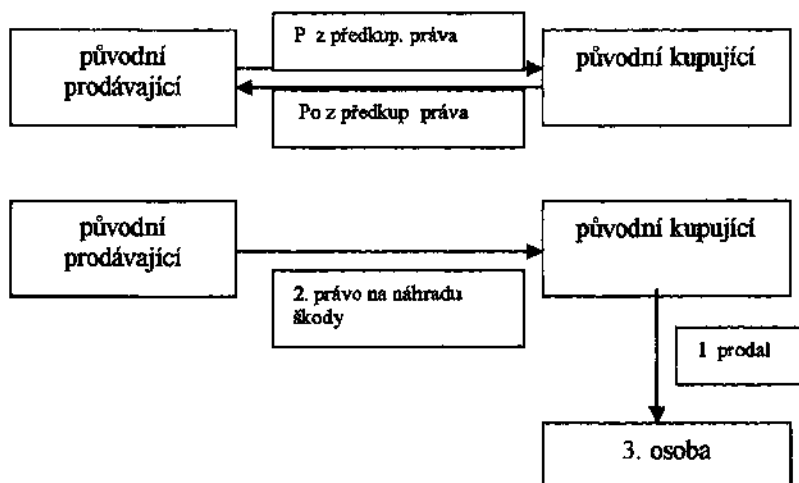 P z předkup. práva
původní
prodávající
původní kupující
Po z předkup práva
původní
prodávající
původní kupující
2. právo na náhradu
škody
1 prodal
3. osoba